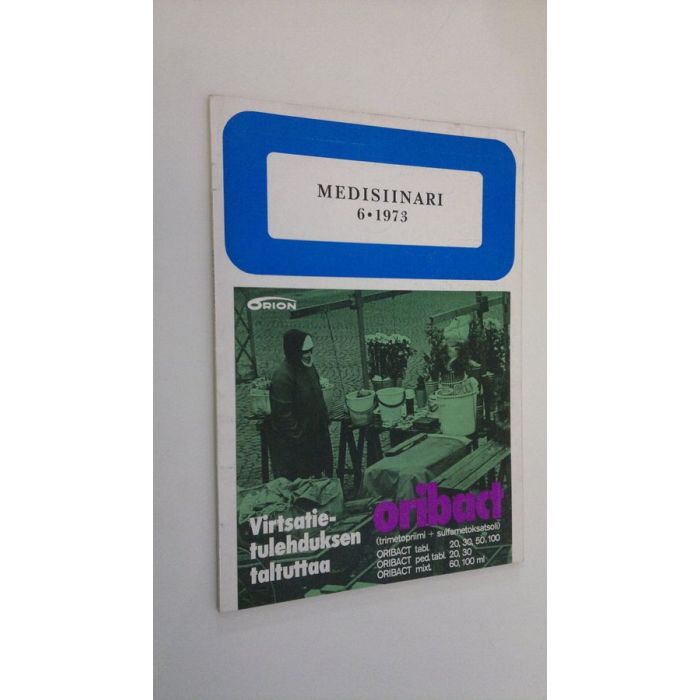 MEDISIINARI
6•1973
ORION
Virtsatie-
tulehduksen
taltuttaa
oribact
(trimetopriimi + sulfametoksatsoli)
ORIBACT tabl. 20, 30, 50, 100
ORIBACT ped. tabl. 20, 30
ORIBACT mixt. 60, 100 ml